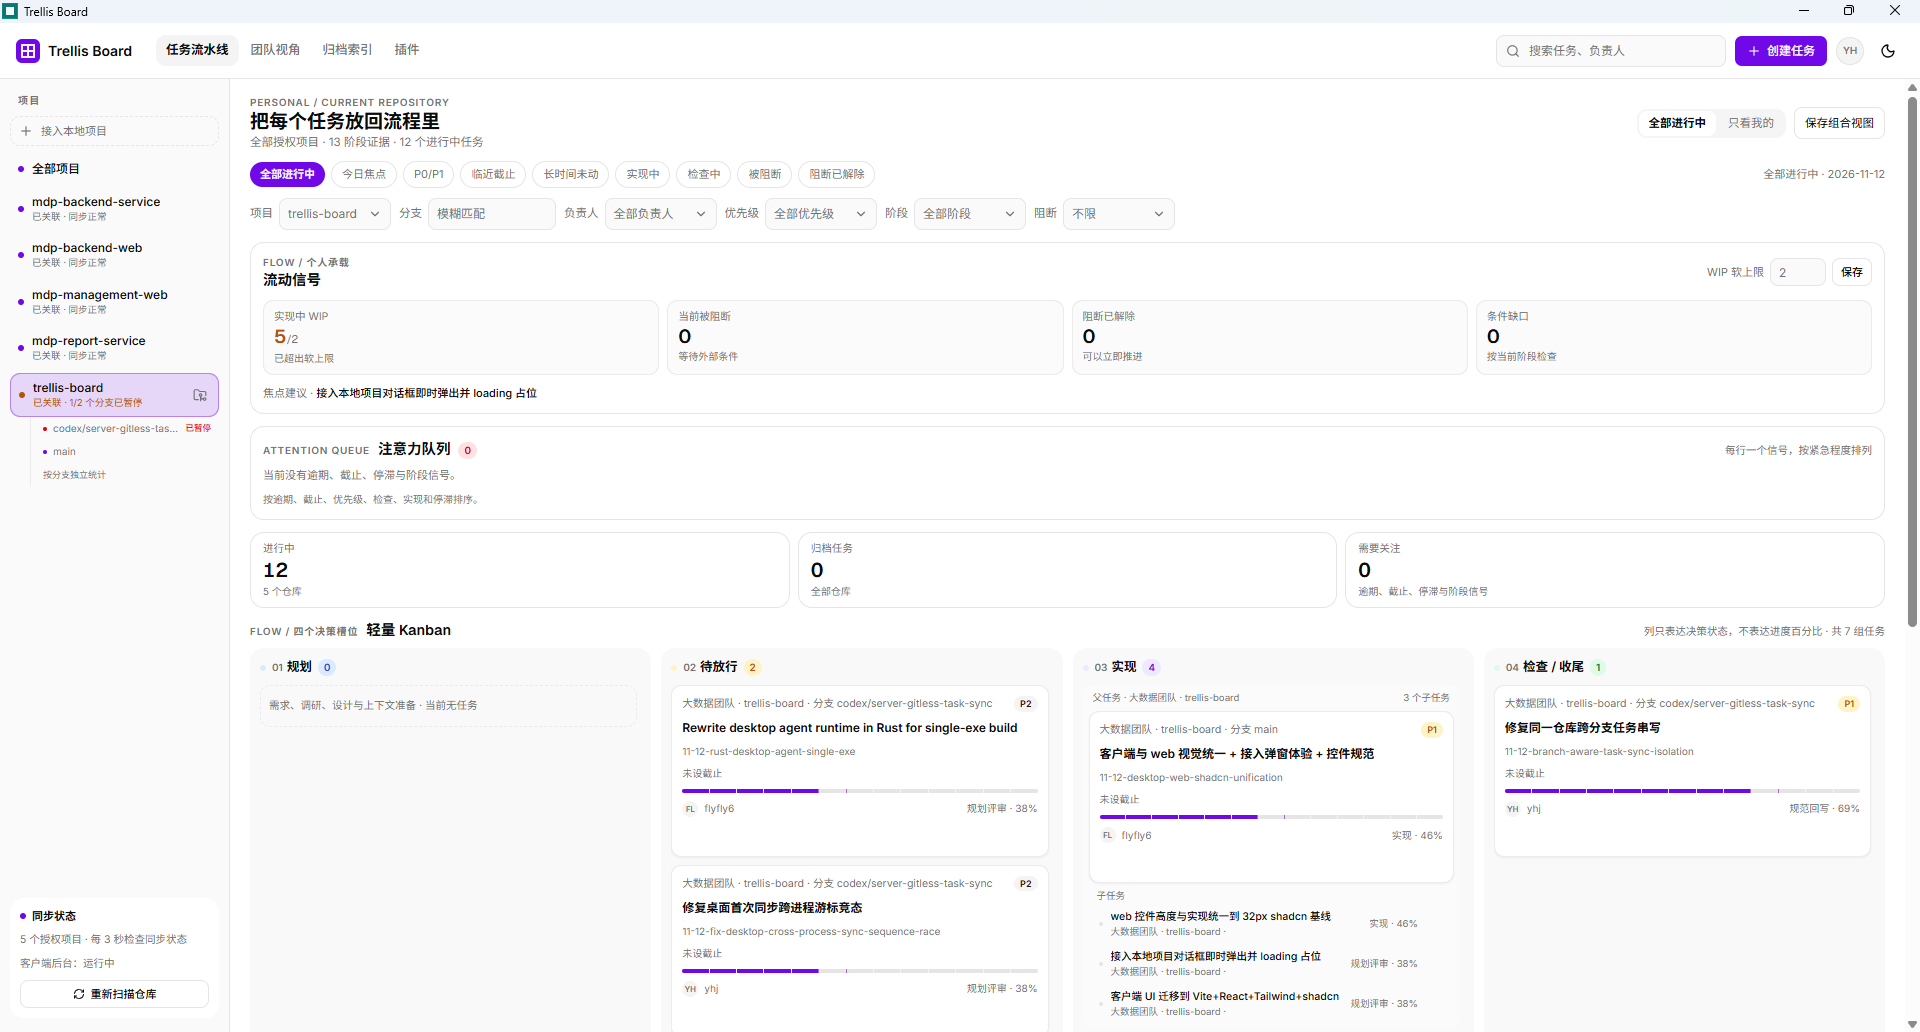 Trellis Board
Trellis Board
任务流水线
团队视角
归档索引
插件
搜索任务、负责人
创建任务
YH
项目
接入本地项目
全部项目
mdp-backend-service
已关联 · 同步正常
mdp-backend-web
已关联 · 同步正常
mdp-management-web
已关联 · 同步正常
mdp-report-service
已关联 · 同步正常
trellis-board
已关联 · 1/2 个分支已暂停
codex/server-gitless-tas...
已暂停
main
按分支独立统计
同步状态
5 个授权项目 · 每 3 秒检查同步状态
客户端后台：运行中
重新扫描仓库
PERSONAL / CURRENT REPOSITORY
把每个任务放回流程里
全部授权项目 · 13 阶段证据 · 12 个进行中任务
全部进行中
只看我的
保存组合视图
全部进行中
今日焦点
P0/P1
临近截止
长时间未动
实现中
检查中
被阻断
阻断已解除
全部进行中 · 2026-11-12
项目
trellis-board
分支
模糊匹配
负责人
全部负责人
优先级
全部优先级
阶段
全部阶段
阻断
不限
FLOW / 个人承载
流动信号
WIP 软上限
2
保存
实现中 WIP
5/2
已超出软上限
当前被阻断
0
等待外部条件
阻断已解除
0
可以立即推进
条件缺口
0
按当前阶段检查
焦点建议 · 接入本地项目对话框即时弹出并 loading 占位
ATTENTION QUEUE 注意力队列 0
每行一个信号，按紧急程度排列
当前没有逾期、截止、停滞与阶段信号。
按逾期、截止、优先级、检查、实现和停滞排序。
进行中
12
5 个仓库
归档任务
0
全部仓库
需要关注
0
逾期、截止、停滞与阶段信号
FLOW / 四个决策槽位 轻量 Kanban
列只表达决策状态，不表达进度百分比 · 共 7 组任务
01 规划 0
需求、调研、设计与上下文准备 · 当前无任务
02 待放行 2
大数据团队 · trellis-board · 分支 codex/server-gitless-task-sync
P2
Rewrite desktop agent runtime in Rust for single-exe build
11-12-rust-desktop-agent-single-exe
未设截止
FL flyfly6
规划评审 · 38%
大数据团队 · trellis-board · 分支 codex/server-gitless-task-sync
P2
修复桌面首次同步跨进程游标竞态
11-12-fix-desktop-cross-process-sync-sequence-race
未设截止
YH yhj
规划评审 · 38%
03 实现 4
父任务 · 大数据团队 · trellis-board
3 个子任务
大数据团队 · trellis-board · 分支 main
P1
客户端与 web 视觉统一 + 接入弹窗体验 + 控件规范
11-12-desktop-web-shadcn-unification
未设截止
FL flyfly6
实现 · 46%
子任务
web 控件高度与实现统一到 32px shadcn 基线
大数据团队 · trellis-board ·
实现 · 46%
接入本地项目对话框即时弹出并 loading 占位
大数据团队 · trellis-board ·
规划评审 · 38%
客户端 UI 迁移到 Vite+React+Tailwind+shadcn
大数据团队 · trellis-board ·
规划评审 · 38%
04 检查 / 收尾 1
大数据团队 · trellis-board · 分支 codex/server-gitless-task-sync
P1
修复同一仓库跨分支任务串写
11-12-branch-aware-task-sync-isolation
未设截止
YH yhj
规范回写 · 69%